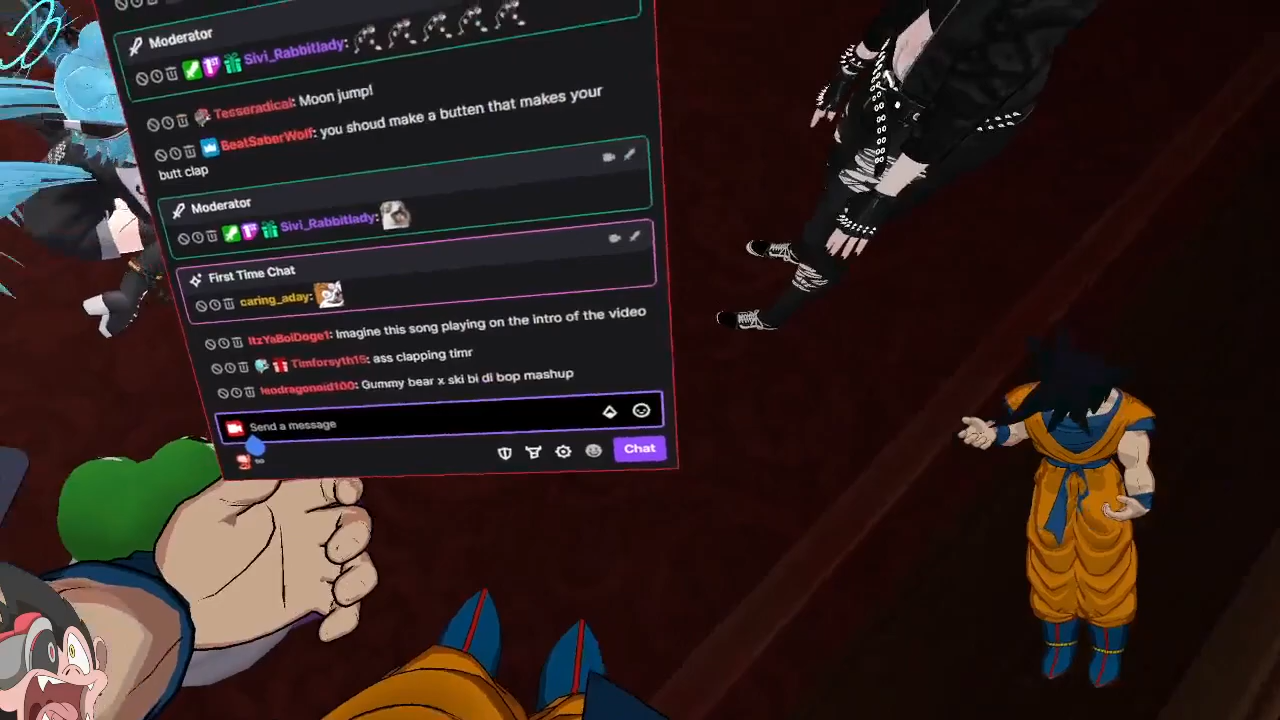 Moderator
Sivi_Rabbitlady:
Tesseradical: Moon jump!
BeatSaberWolf: you shoud make a butten that makes your
butt clap
Moderator
Sivi_Rabbitlady:
First Time Chat
caring_aday:
ItzYaBoiDoge1: Imagine this song playing on the intro of the video
Timforsyth15: ass clapping timr
leodragonoid100: Gummy bear x ski bi di bop mashup
Send a message
Chat